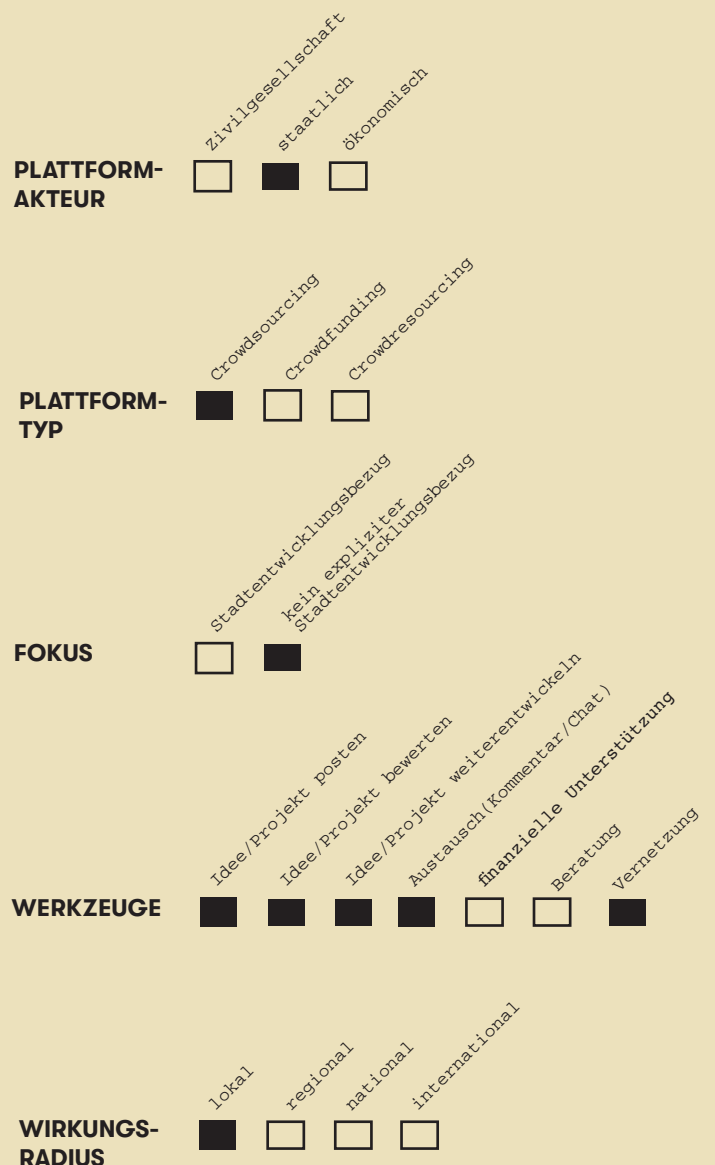 Zivilgesellschaft
staatlich
ökonomisch
PLATTFORM-
AKTEUR
Crowdsourcing
Crowdfunding
Crowdresourcing
PLATTFORM-
TYP
Stadtentwicklungsbezug
kein expliziter
Stadtentwicklungsbezug
FOKUS
Idee/Projekt posten
Idee/Projekt bewerten
Idee/Projekt weiterentwickeln
Austausch(Kommentar/Chat)
finanzielle Unterstützung
Beratung
Vernetzung
WERKZEUGE
lokal
regional
national
international
WIRKUNGS-
RADIUS